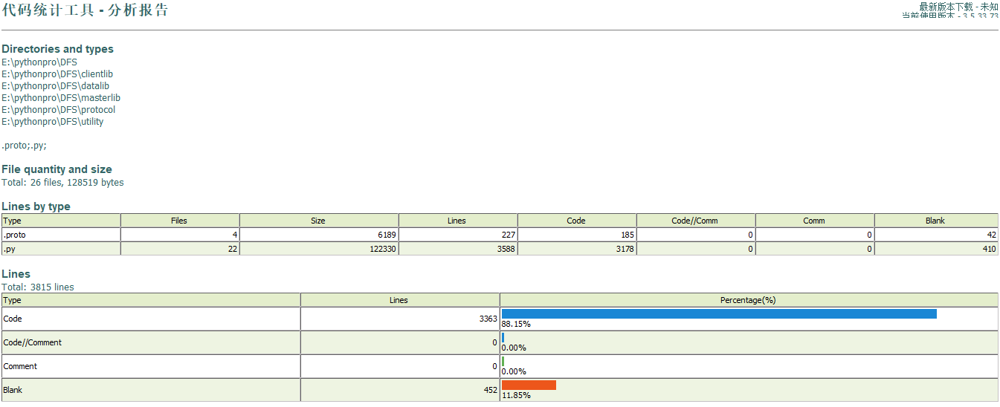 代码统计工具 - 分析报告
最新版本下载 - 未知
当前使用版本 - 3.5.33.73
Directories and types
E:\pythonpro\DFS
E:\pythonpro\DFS\clientlib
E:\pythonpro\DFS\datalib
E:\pythonpro\DFS\masterlib
E:\pythonpro\DFS\protocol
E:\pythonpro\DFS\utility
.proto;.py;
File quantity and size
Total: 26 files, 128519 bytes
Lines by type
Type Files Size Lines Code Code//Comm Comm Blank
.proto 4 6189 227 185 0 0 42
.py 22 122330 3588 3178 0 0 410
Lines
Total: 3815 lines
Type Lines Percentage(%)
Code 3363 88.15%
Code//Comment 0 0.00%
Comment 0 0.00%
Blank 452 11.85%